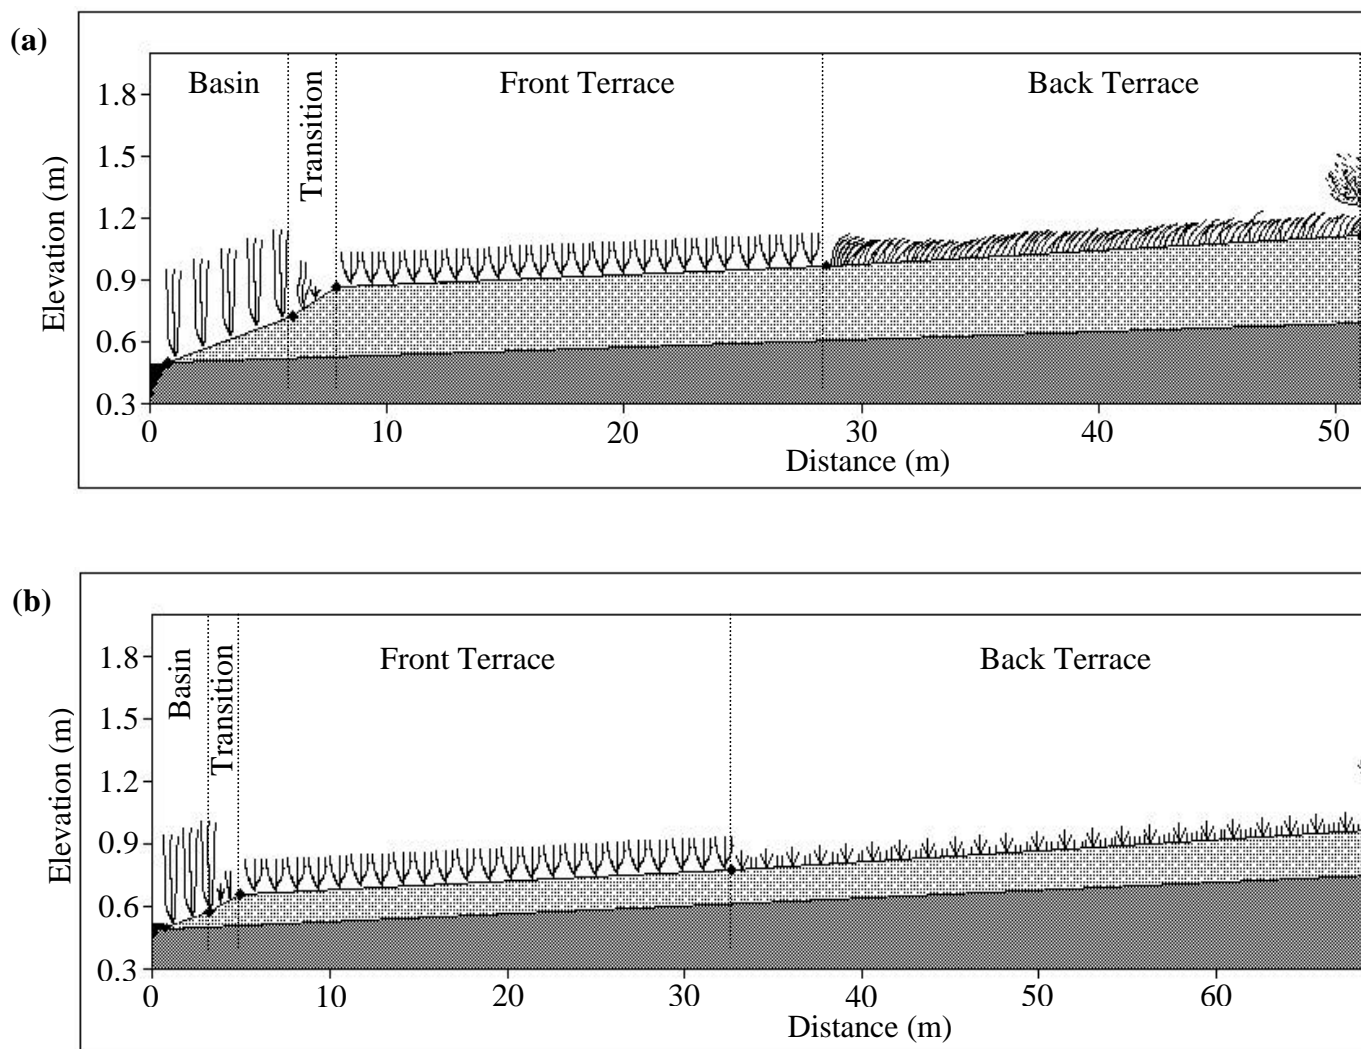 (a)
Basin
Transition
Front Terrace
Back Terrace
Elevation (m)
1.8
1.5
1.2
0.9
0.6
0.3
0
10
20
30
40
50
Distance (m)
(b)
Basin
Transition
Front Terrace
Back Terrace
Elevation (m)
1.8
1.5
1.2
0.9
0.6
0.3
0
10
20
30
40
50
60
Distance (m)